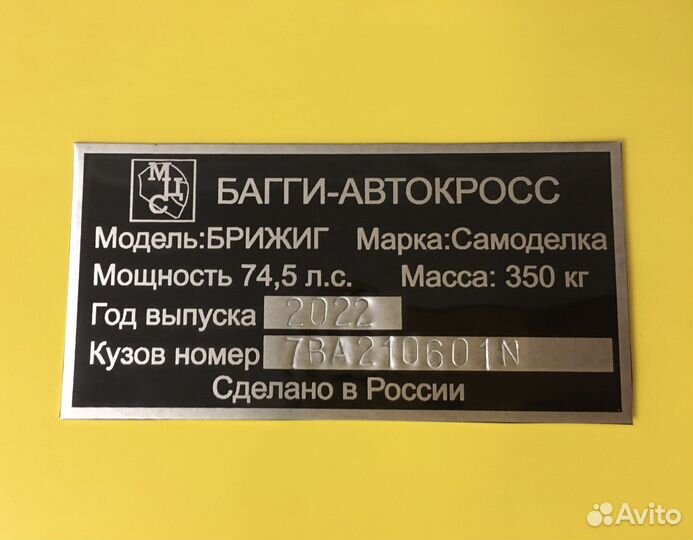 МЦС
БАГГИ-АВТОКРОСС
Модель:БРИЖИГ Марка:Самоделка
Мощность 74,5 л.с. Масса: 350 кг
Год выпуска 2022
Кузов номер 7BA210601N
Сделано в России
Avito